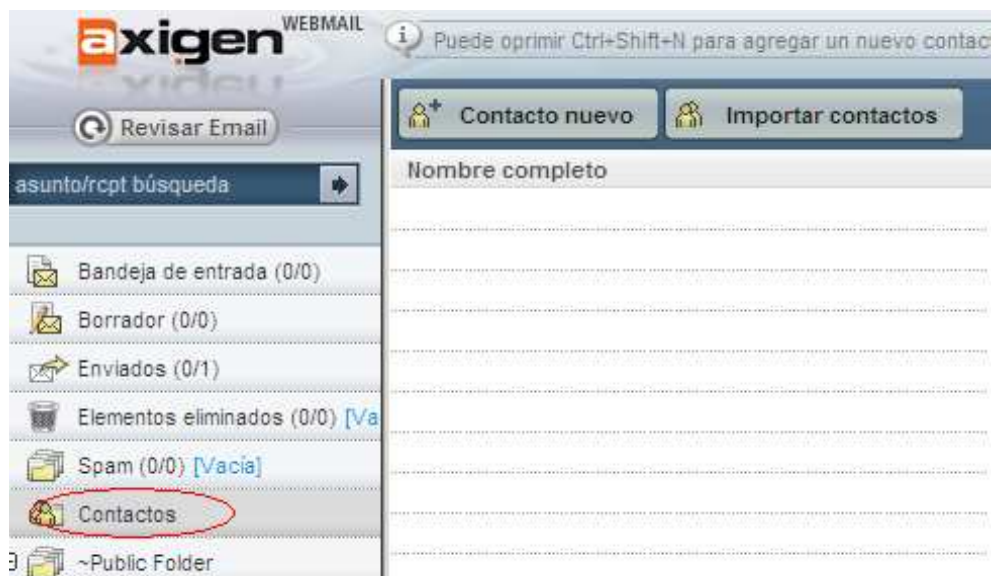 axigen WEBMAIL
Puede oprimir Ctrl+Shift+N para agregar un nuevo contac
Revisar Email
Contacto nuevo
Importar contactos
asunto/rcpt búsqueda
Nombre completo
Bandeja de entrada (0/0)
Borrador (0/0)
Enviados (0/1)
Elementos eliminados (0/0) [Va
Spam (0/0) [Vacía]
Contactos
~Public Folder